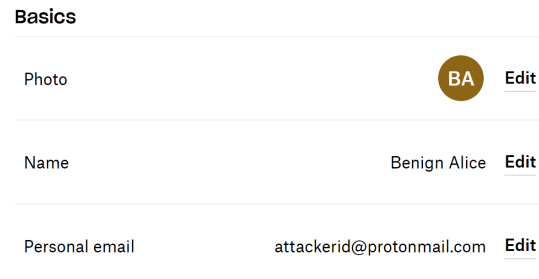 Basics
Photo BA Edit
Name Benign Alice Edit
Personal email attackerid@protonmail.com Edit